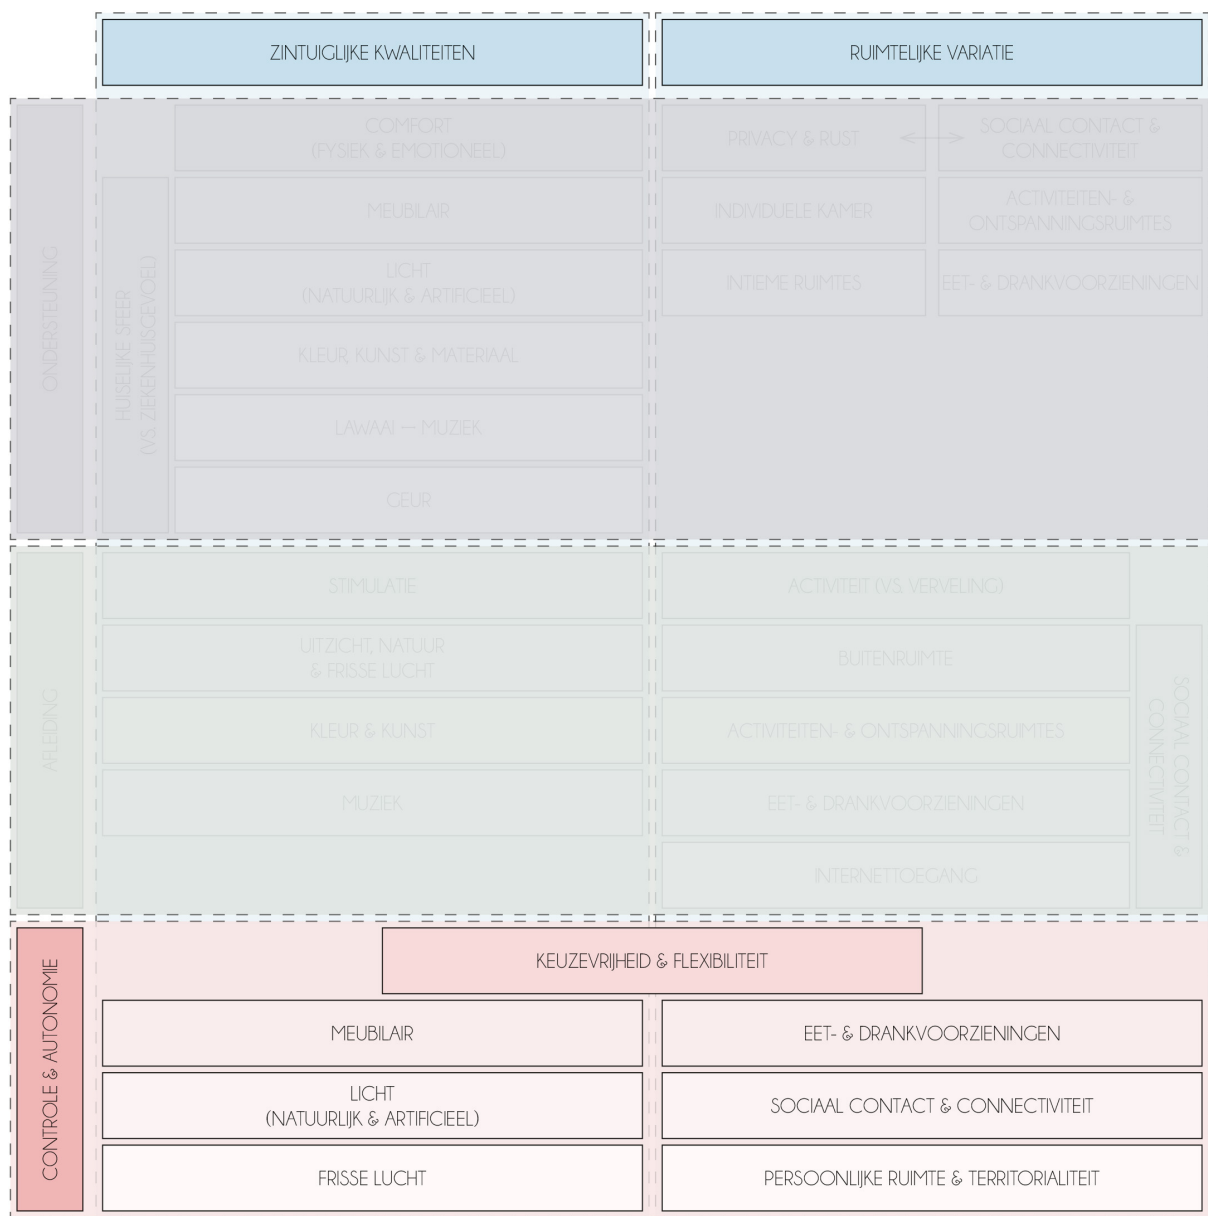 ZINTUIGLIJKE KWALITEITEN
RUIMTELIJKE VARIATIE
ONDERSTEUNING
HUISELIJKE SFEER
(VS. ZIEKENHUISGEVOEL)
COMFORT
(FYSIEK & EMOTIONEEL)
MEUBILAIR
LICHT
(NATUURLIJK & ARTIFICIEEL)
KLEUR, KUNST & MATERIAAL
LAWAAI — MUZIEK
GEUR
PRIVACY & RUST
SOCIAAL CONTACT &
CONNECTIVITEIT
INDIVIDUELE KAMER
ACTIVITEITEN- &
ONTSPANNINGSRUIMTES
INTIEME RUIMTES
EET- & DRANKVOORZIENINGEN
AFLEIDING
STIMULATIE
UITZICHT, NATUUR
& FRISSE LUCHT
KLEUR & KUNST
MUZIEK
ACTIVITEIT (VS. VERVELING)
BUITENRUIMTE
ACTIVITEITEN- & ONTSPANNINGSRUIMTES
EET- & DRANKVOORZIENINGEN
INTERNETTOEGANG
SOCIAAL CONTACT &
CONNECTIVITEIT
CONTROLE & AUTONOMIE
KEUZEVRIJHEID & FLEXIBILITEIT
MEUBILAIR
LICHT
(NATUURLIJK & ARTIFICIEEL)
FRISSE LUCHT
EET- & DRANKVOORZIENINGEN
SOCIAAL CONTACT & CONNECTIVITEIT
PERSOONLIJKE RUIMTE & TERRITORIALITEIT